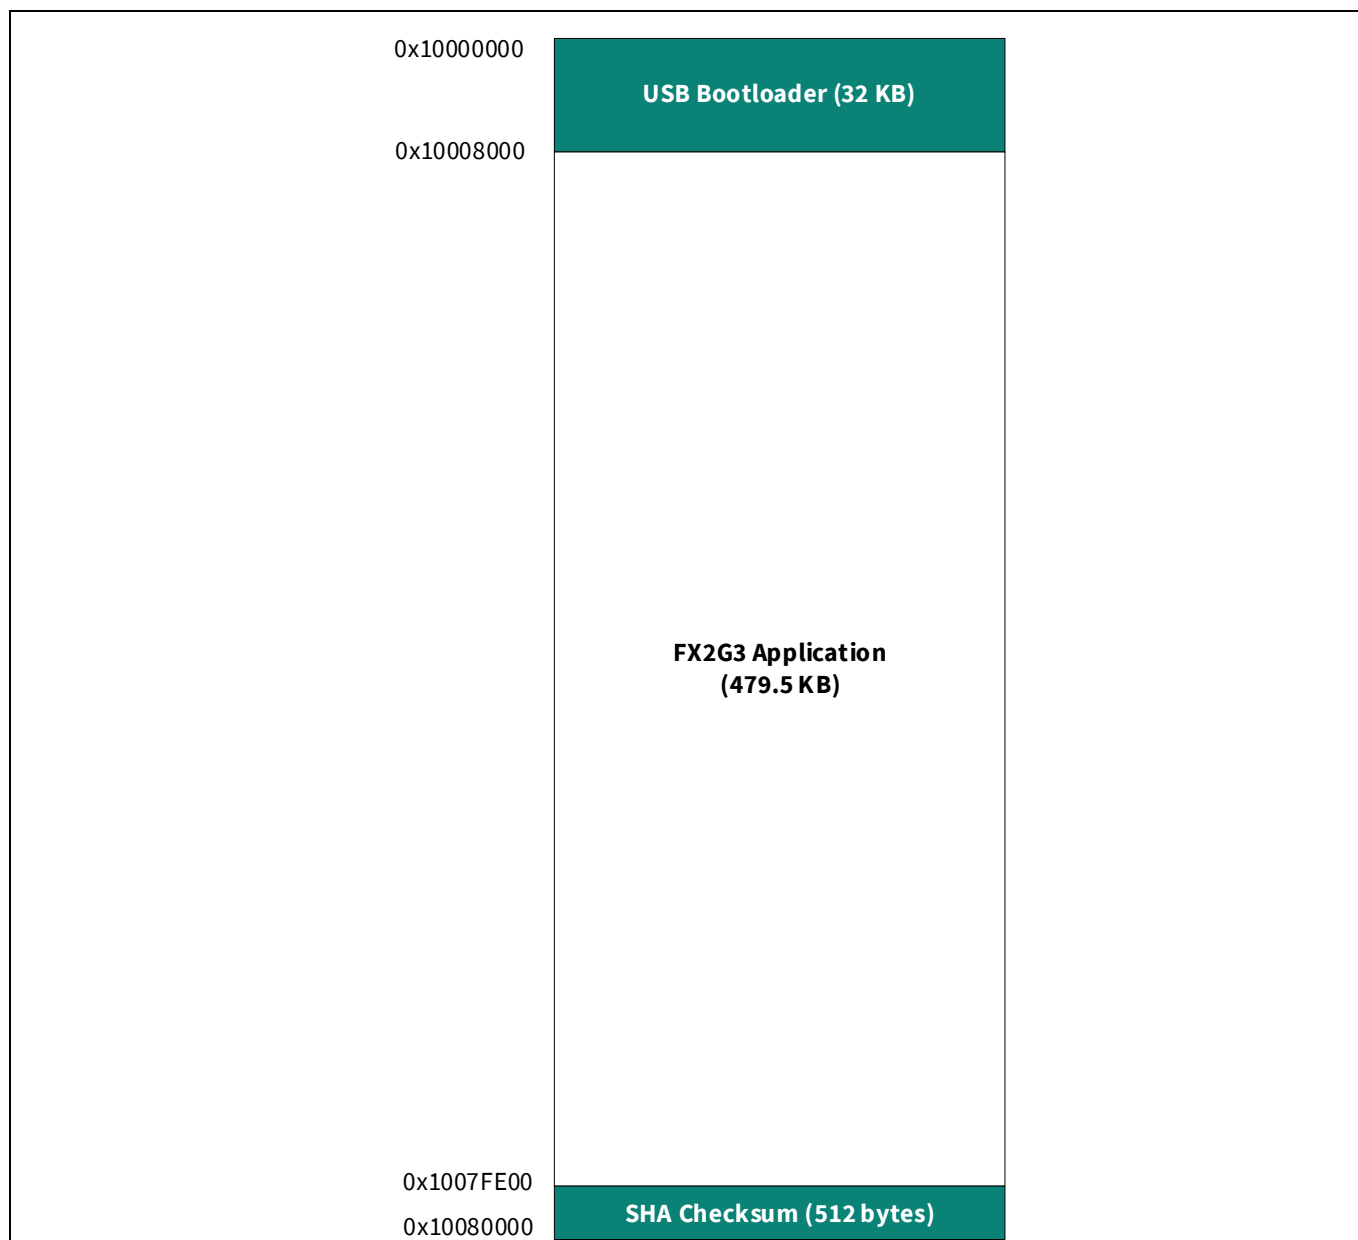 0x10000000
USB Bootloader (32 KB)
0x10008000
FX2G3 Application
(479.5 KB)
0x1007FE00
SHA Checksum (512 bytes)
0x10080000